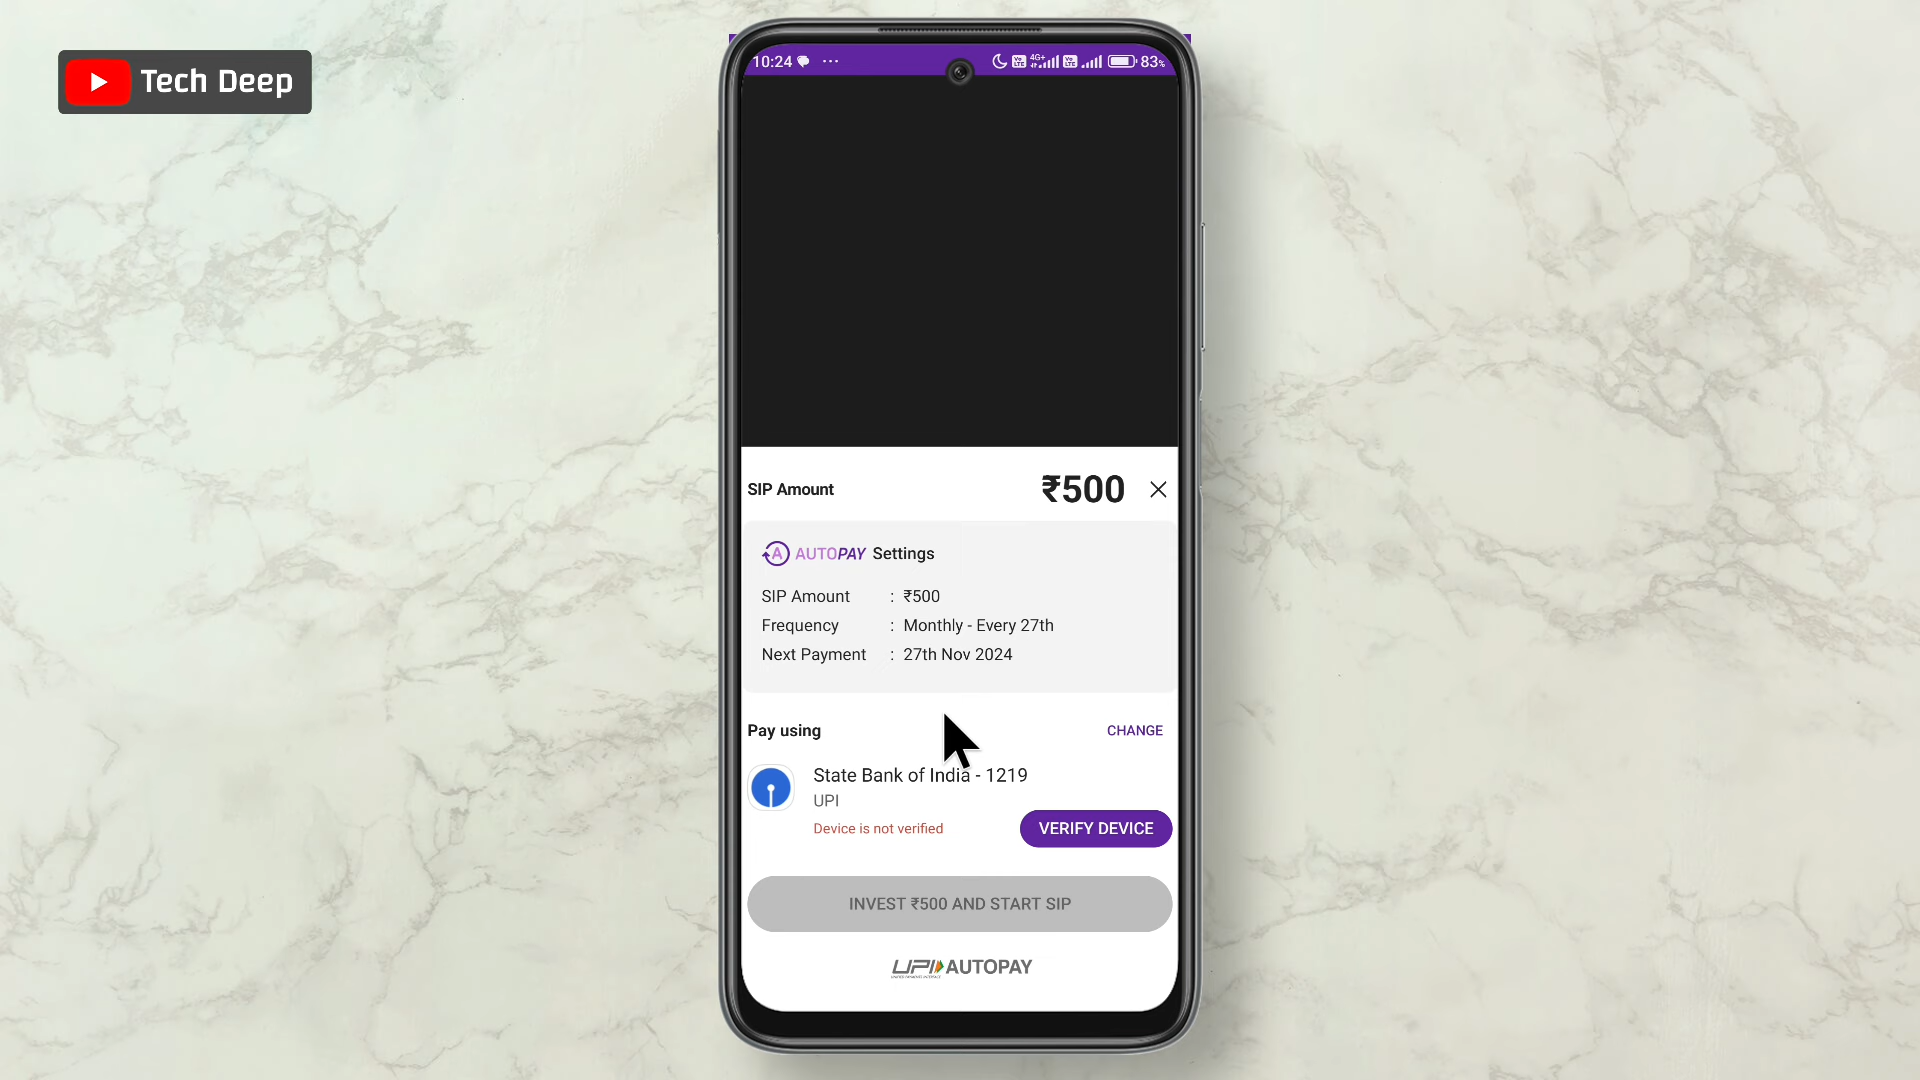 Tech Deep
10:24 ... 4G+ 83%
SIP Amount ₹500
A AUTOPAY Settings
SIP Amount : ₹500
Frequency : Monthly - Every 27th
Next Payment : 27th Nov 2024
Pay using CHANGE
State Bank of India - 1219
UPI
Device is not verified VERIFY DEVICE
INVEST ₹500 AND START SIP
UPI AUTOPAY